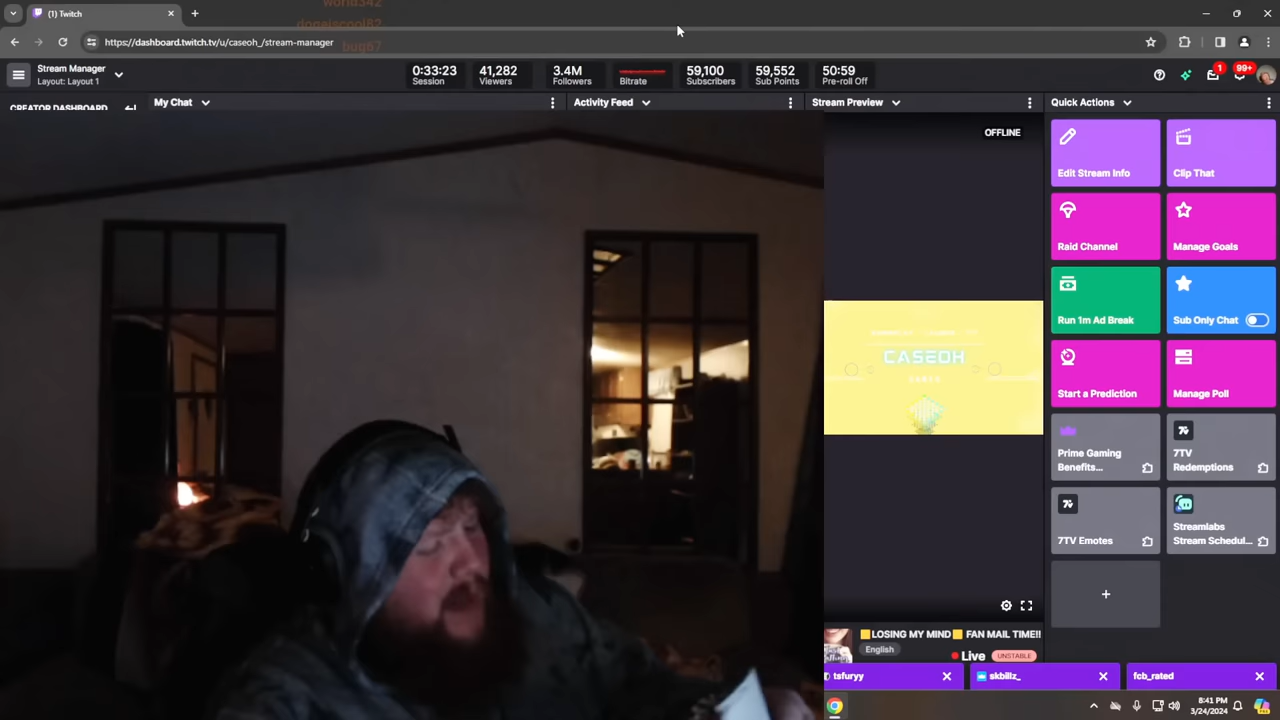 world342
(1) Twitch
dogeiscool82
bug67
https://dashboard.twitch.tv/u/caseoh_/stream-manager
Stream Manager
Layout: Layout 1
0:33:23
Session
41,282
Viewers
3.4M
Followers
Bitrate
59,100
Subscribers
59,552
Sub Points
50:59
Pre-roll Off
1
99+
CREATOR DASHBOARD
My Chat
Activity Feed
Stream Preview
Quick Actions
OFFLINE
Edit Stream Info
Clip That
Raid Channel
Manage Goals
Run 1m Ad Break
Sub Only Chat
CASEOH
Start a Prediction
Manage Poll
Prime Gaming
Benefits...
7TV
Redemptions
7TV Emotes
Streamlabs
Stream Schedul...
+
🟨LOSING MY MIND🟨 FAN MAIL TIME!!
English
Live
UNSTABLE
tsfuryy
skbillz_
fcb_rated
8:41 PM
3/24/2024